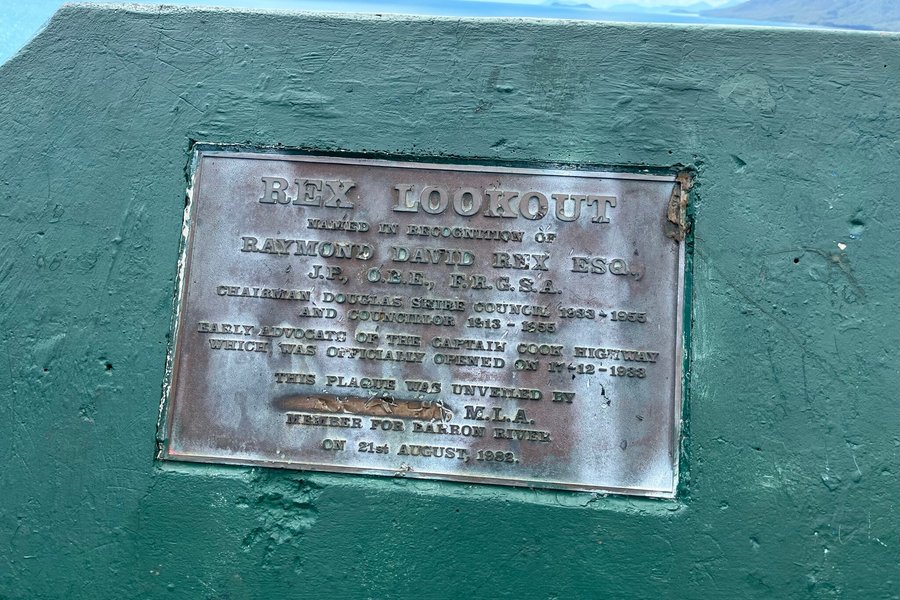 REX LOOKOUT
NAMED IN RECOGNITION OF
RAYMOND DAVID REX ESQ.,
J.P., O.B.E., F.R.G.S.A.
CHAIRMAN DOUGLAS SHIRE COUNCIL 1933 - 1955
AND COUNCILLOR 1913 - 1955
EARLY ADVOCATE OF THE CAPTAIN COOK HIGHWAY
WHICH WAS OFFICIALLY OPENED ON 17-12-1933
THIS PLAQUE WAS UNVEILED BY
M.L.A.
MEMBER FOR BARRON RIVER
ON 21st AUGUST, 1982.